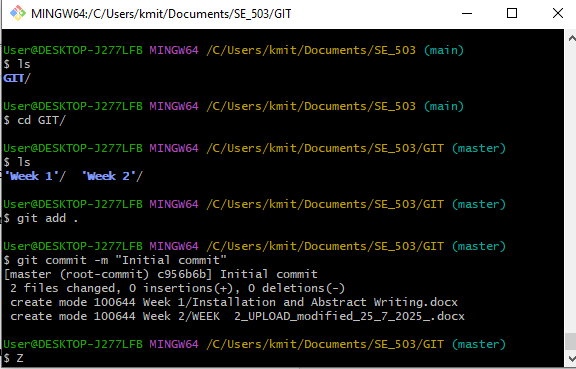 MINGW64:/C/Users/kmit/Documents/SE_503/GIT
User@DESKTOP-J277LFB MINGW64 /C/Users/kmit/Documents/SE_503 (main)
$ ls
GIT/
User@DESKTOP-J277LFB MINGW64 /C/Users/kmit/Documents/SE_503 (main)
$ cd GIT/
User@DESKTOP-J277LFB MINGW64 /C/Users/kmit/Documents/SE_503/GIT (master)
$ ls
'Week 1'/  'Week 2'/
User@DESKTOP-J277LFB MINGW64 /C/Users/kmit/Documents/SE_503/GIT (master)
$ git add .
User@DESKTOP-J277LFB MINGW64 /C/Users/kmit/Documents/SE_503/GIT (master)
$ git commit -m "Initial commit"
[master (root-commit) c956b6b] Initial commit
 2 files changed, 0 insertions(+), 0 deletions(-)
 create mode 100644 Week 1/Installation and Abstract Writing.docx
 create mode 100644 Week 2/WEEK  2_UPLOAD_modified_25_7_2025_.docx
User@DESKTOP-J277LFB MINGW64 /C/Users/kmit/Documents/SE_503/GIT (master)
$ Z